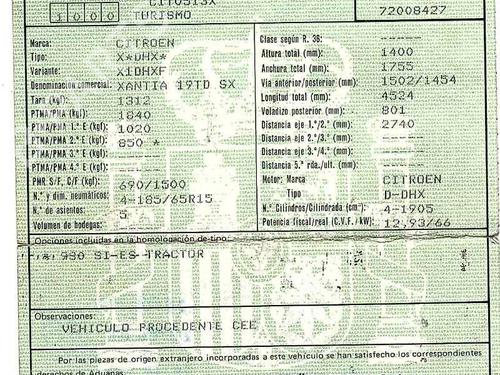 1000 TURISMO 72008427
Marca: CITROEN
Tipo: X*DHX*
Variante: X1DHXF
Denominación comercial: XANTIA 19TD SX
Tara (kgf): 1312
PTMA/PMA (kgf): 1840
PTMA/PMA 1.º E (kgf): 1020
PTMA/PMA 2.º E (kgf): 850 *
PTMA/PMA 3.º E (kgf): -----
PTMA/PMA 4.º E (kgf): -----
PMR S/F, C/F (kgf): 690/1500
N.º y dim. neumáticos: 4-185/65R15
N.º de asientos: 5
Volumen de bodegas: -----
Clase según R. 36: -----
Altura total (mm): 1400
Anchura total (mm): 1755
Vía anterior/posterior (mm): 1502/1454
Longitud total (mm): 4524
Voladizo posterior (mm): 801
Distancia eje 1.º/2.º (mm): 2740
Distancia eje 2.º/3.º (mm): -----
Distancia eje 3.º/4.º (mm): -----
Distancia 5.ª rda./ult. (mm): -----
Motor: Marca CITROEN
Tipo D-DHX
N.º Cilindros/Cilindrada (cm³): 4-1905
Potencia fiscal/real (C.V.F. / kW): 12,93/66
Opciones incluidas en la homologación de tipo:
SI-ES-TRACTOR
Observaciones:
VEHICULO PROCEDENTE CEE
Por las piezas de origen extranjero incorporadas a este vehículo se han satisfecho los correspondientes
derechos de Aduanas